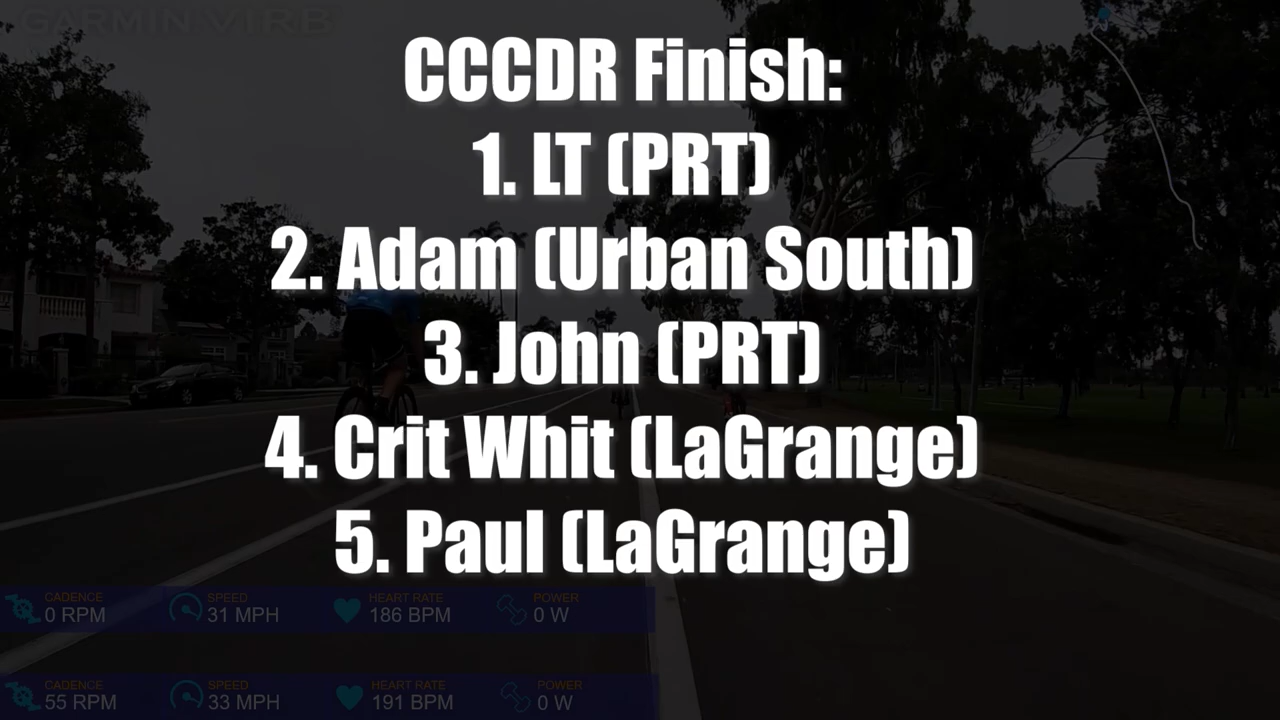 GARMIN.VIRB
CCCDR Finish:
1. LT (PRT)
2. Adam (Urban South)
3. John (PRT)
4. Crit Whit (LaGrange)
5. Paul (LaGrange)
CADENCE SPEED HEART RATE POWER
0 RPM 31 MPH 186 BPM 0 W
CADENCE SPEED HEART RATE POWER
55 RPM 33 MPH 191 BPM 0 W